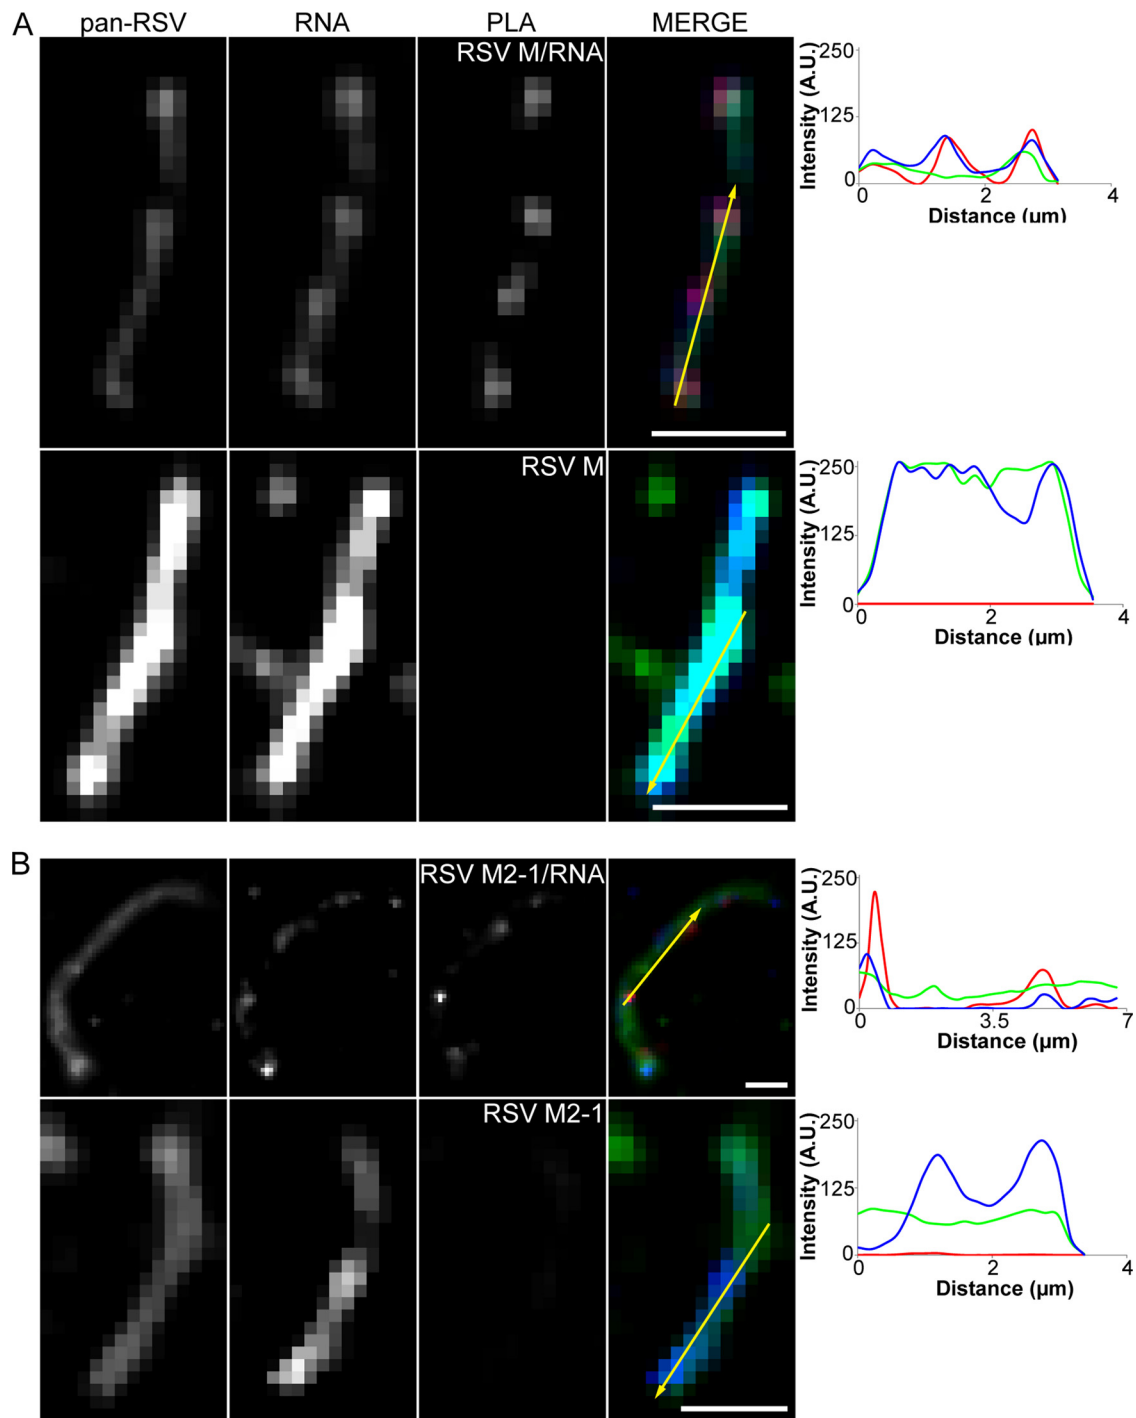 A
pan-RSV RNA PLA MERGE
RSV M/RNA
Intensity (A.U.)
250
125
0
0 2 4
Distance (µm)
RSV M
Intensity (A.U.)
250
125
0
2 4
Distance (µm)
B
RSV M2-1/RNA
Intensity (A.U.)
250
125
0
0 3.5 7
Distance (µm)
RSV M2-1
Intensity (A.U.)
250
125
0
0 2 4
Distance (µm)